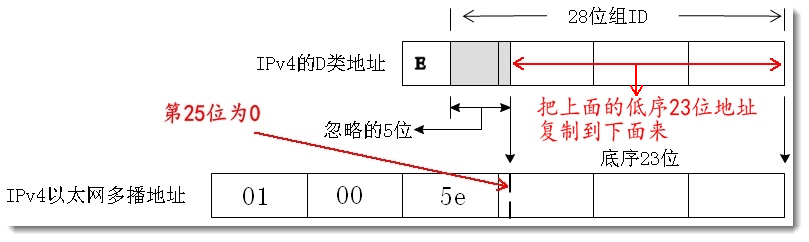 28位组ID
IPv4的D类地址
E
第25位为0
忽略的5位
把上面的低序23位地址
复制到下面来
底序23位
IPv4以太网多播地址
01
00
5e